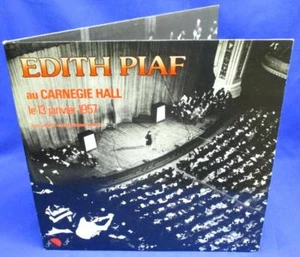 EDITH PIAF
au CARNEGIE HALL
le 13 janvier 1957